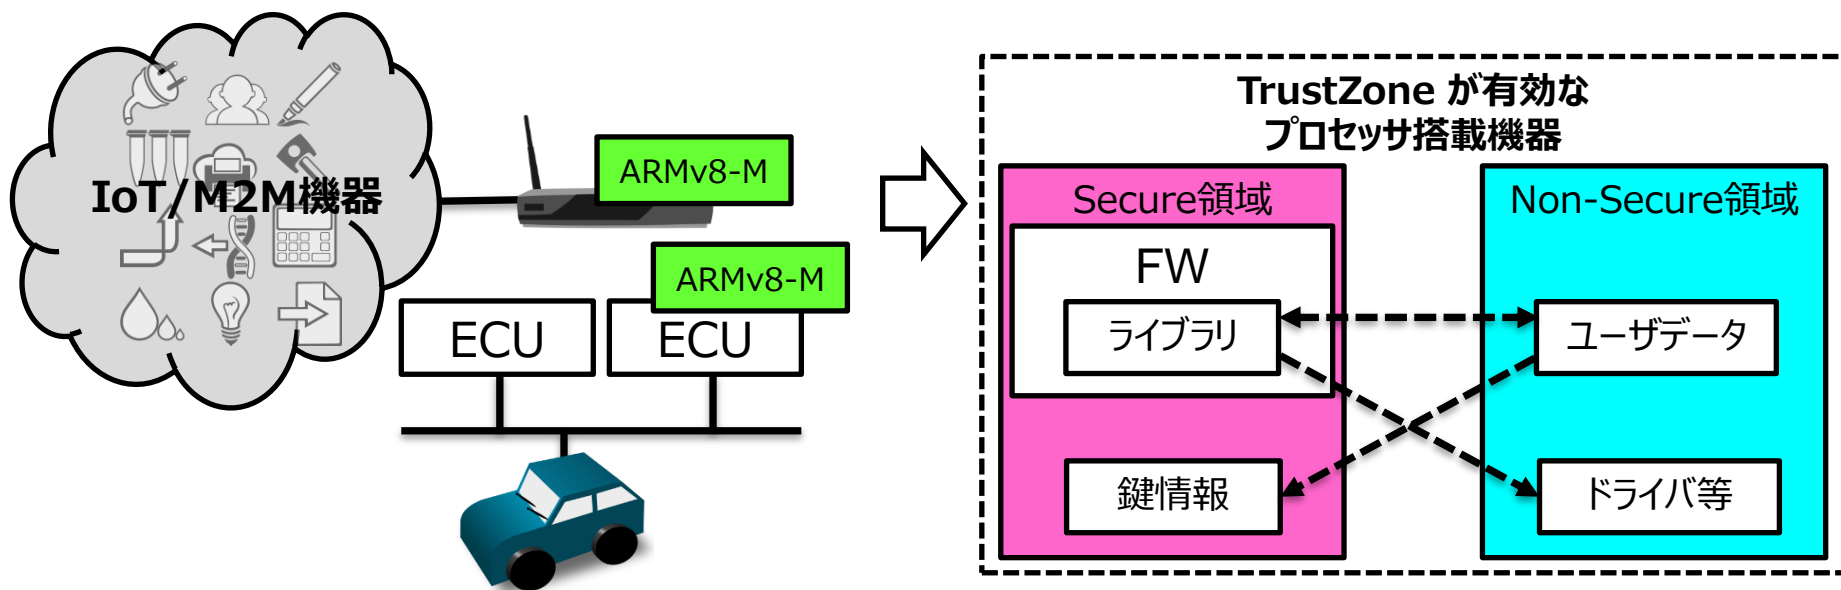 IoT/M2M機器
ARMv8-M
ARMv8-M
ECU
ECU
TrustZone が有効な
プロセッサ搭載機器
Secure領域
FW
ライブラリ
鍵情報
Non-Secure領域
ユーザデータ
ドライバ等